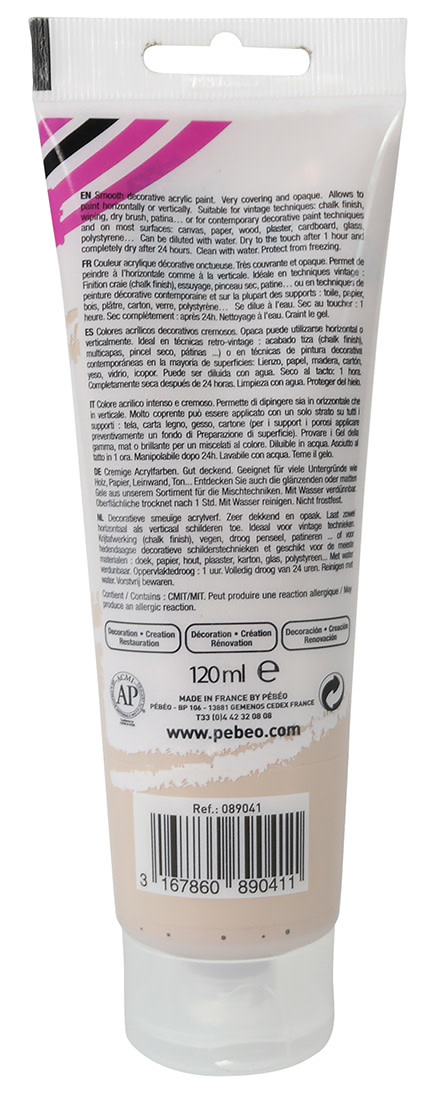 EN Smooth decorative acrylic paint. Very covering and opaque. Allows to
paint horizontally or vertically. Suitable for vintage techniques: chalk finish,
wiping, dry brush, patina... or for contemporary decorative paint techniques
and on most surfaces: canvas, paper, wood, plaster, cardboard, glass,
polystyrene... Can be diluted with water. Dry to the touch after 1 hour and
completely dry after 24 hours. Clean with water. Protect from freezing.
FR Couleur acrylique décorative onctueuse. Très couvrante et opaque. Permet de
peindre à l'horizontale comme à la verticale. Idéale en techniques vintage :
Finition craie (chalk finish), essuyage, pinceau sec, patine... ou en techniques de
peinture décorative contemporaine et sur la plupart des supports : toile, papier,
bois, plâtre, carton, verre, polystyrène... Se dilue à l'eau. Sec au toucher : 1
heure. Sec complètement : après 24h. Nettoyage à l'eau. Craint le gel.
ES Colores acrílicos decorativos cremosos. Opaca puede utilizarse horizontal o
verticalmente. Ideal en técnicas retro-vintage : acabado tiza (chalk finish),
multicapas, pincel seco, pátinas ...) o en técnicas de pintura decorativa
contemporáneas en la mayoría de superficies: Lienzo, papel, madera, cartón,
yeso, vidrio, icopor. Puede ser diluida con agua. Seco al tacto: 1 hora.
Completamente seca después de 24 horas. Limpieza con agua. Proteger del hielo.
IT Colore acrilico intenso e cremoso. Permette di dipingere sia in orizzontale che
in verticale. Molto coprente può essere applicato con un solo strato su tutti i
supporti : tela, carta legno, gesso, cartone (per i support i porosi applicare
preventivamente un fondo di Preparazione di superficie). Provare i Gel della
gamma, mat o brillante per un miscelati al colore. Diluibile in acqua. Asciutto al
tatto in 1 ora. Manipolabile dopo 24h. Lavabile con acqua. Teme il gelo.
DE Cremige Acrylfarben. Gut deckend. Geeignet für viele Untergründe wie
Holz, Papier, Leinwand, Ton... Entdecken Sie auch die glänzenden oder matten
Gele aus unserem Sortiment für die Mischtechniken. Mit Wasser verdünnbar.
Oberflächliche trocknet nach 1 Std. Mit Wasser reinigen. Nicht frostfest.
NL Decoratieve smeuïge acrylverf. Zeer dekkend en opaak. Laat zowel
horizontaal als verticaal schilderen toe. Ideaal voor vintage technieken.
Krijtafwerking (chalk finish), vegen, droog penseel, patineren ... of voor
hedendaagse decoratieve schilderstechnieken et geschikt voor de meeste
materialen : doek, papier, hout, plaaster, karton, glas, polystyreen... Met water
verdunbaar. Oppervlaktedroog : 1 uur. Volledig droog van 24 uren. Reinigen met
water. Vorstvrij bewaren.
Contient / Contains : CMIT/MIT. Peut produire une réaction allergique / May
produce an allergic reaction.
Decoration - Creation Décoration - Création Decoración - Creación
Restauration Rénovation Renovación
120 ml e
ACMI
AP
MADE IN FRANCE BY PÉBÉO
PÉBÉO - BP 106 - 13881 GEMENOS CEDEX FRANCE
T33 (0)4 42 32 08 08
www.pebeo.com
Ref.: 089041
3 167860 890411